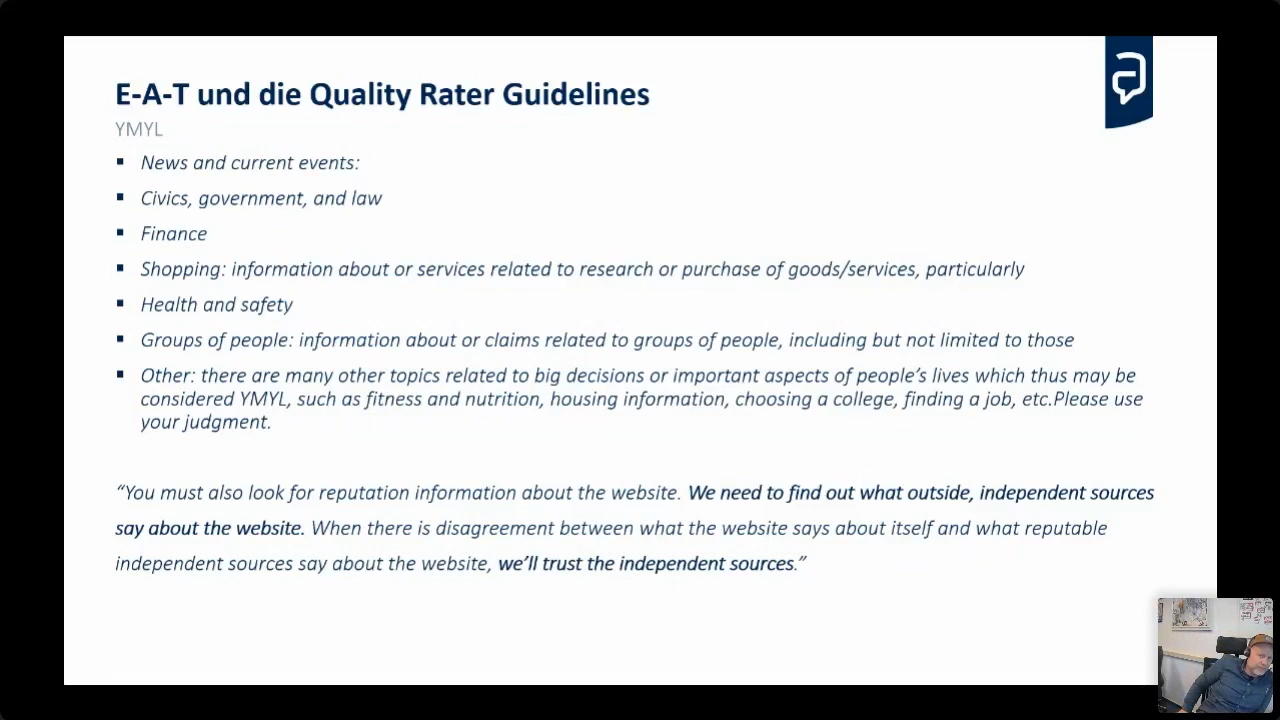 E-A-T und die Quality Rater Guidelines
YMYL
▪ News and current events:
▪ Civics, government, and law
▪ Finance
▪ Shopping: information about or services related to research or purchase of goods/services, particularly
▪ Health and safety
▪ Groups of people: information about or claims related to groups of people, including but not limited to those
▪ Other: there are many other topics related to big decisions or important aspects of people’s lives which thus may be
considered YMYL, such as fitness and nutrition, housing information, choosing a college, finding a job, etc.Please use
your judgment.
“You must also look for reputation information about the website. We need to find out what outside, independent sources
say about the website. When there is disagreement between what the website says about itself and what reputable
independent sources say about the website, we’ll trust the independent sources.”